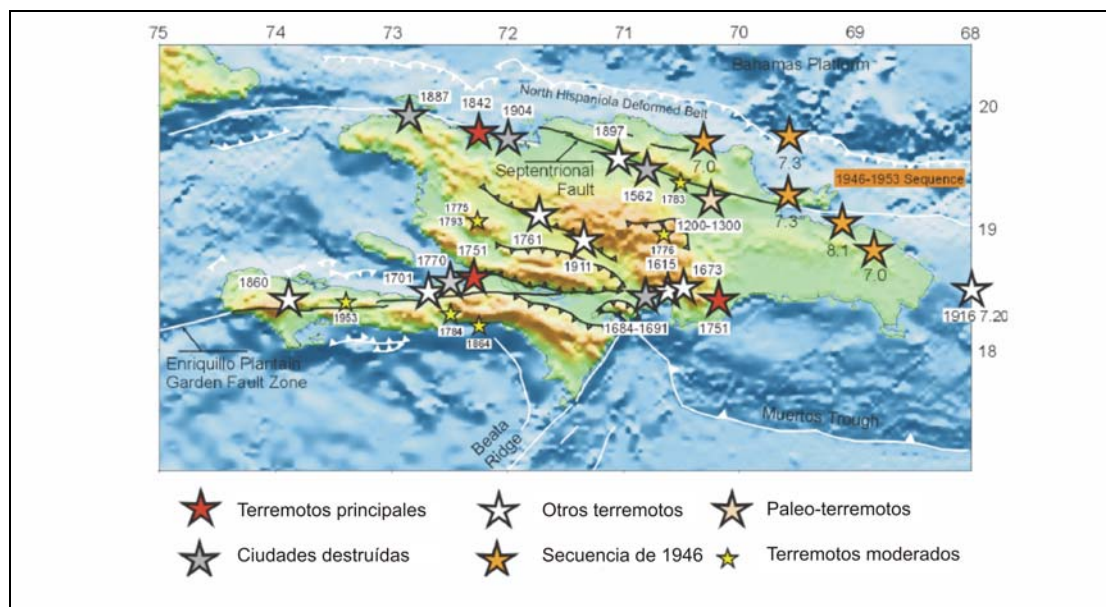 75 73 72 71 70 69 68
Bahamas Platform
North Hispaniola Deformed Belt
20
1887 1842 1904
1897
7.0 7.3
Septentrional
Fault
1562 1783
1946-1953 Sequence
1200-1300
7.3
19
1775
1793
1761 1911 1776
8.1
7.0
1770 1751
1701
1615 1673
1860
1953 1784 1864
1684-1691 1751
1916 7.20
18
Enriquillo Plantain
Garden Fault Zone
Beata
Ridge
Muertos Trough
Terremotos principales Otros terremotos Paleo-terremotos
Ciudades destruídas Secuencia de 1946 Terremotos moderados